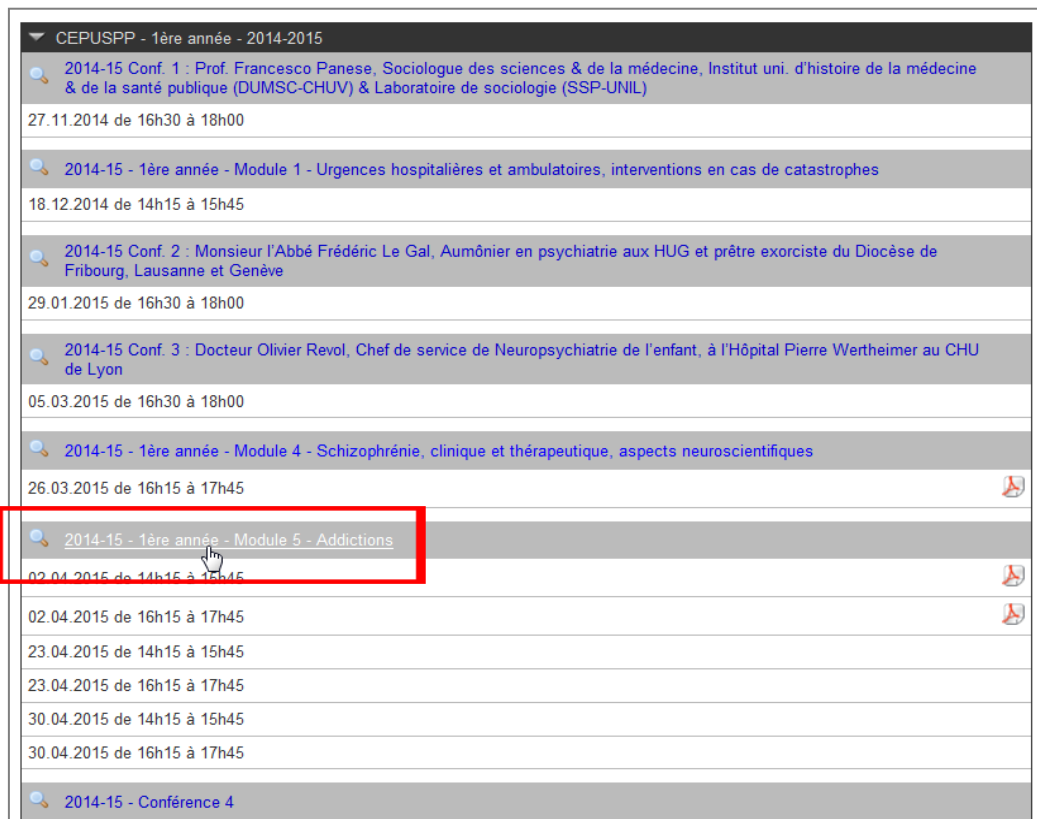 CEPUSPP - 1ère année - 2014-2015
2014-15 Conf. 1 : Prof. Francesco Panese, Sociologue des sciences & de la médecine, Institut uni. d'histoire de la médecine
& de la santé publique (DUMSC-CHUV) & Laboratoire de sociologie (SSP-UNIL)
27.11.2014 de 16h30 à 18h00
2014-15 - 1ère année - Module 1 - Urgences hospitalières et ambulatoires, interventions en cas de catastrophes
18.12.2014 de 14h15 à 15h45
2014-15 Conf. 2 : Monsieur l'Abbé Frédéric Le Gal, Aumônier en psychiatrie aux HUG et prêtre exorciste du Diocèse de
Fribourg, Lausanne et Genève
29.01.2015 de 16h30 à 18h00
2014-15 Conf. 3 : Docteur Olivier Revol, Chef de service de Neuropsychiatrie de l'enfant, à l'Hôpital Pierre Wertheimer au CHU
de Lyon
05.03.2015 de 16h30 à 18h00
2014-15 - 1ère année - Module 4 - Schizophrénie, clinique et thérapeutique, aspects neuroscientifiques
26.03.2015 de 16h15 à 17h45
2014-15 - 1ère année - Module 5 - Addictions
02.04.2015 de 14h15 à 15h45
02.04.2015 de 16h15 à 17h45
23.04.2015 de 14h15 à 15h45
23.04.2015 de 16h15 à 17h45
30.04.2015 de 14h15 à 15h45
30.04.2015 de 16h15 à 17h45
2014-15 - Conférence 4